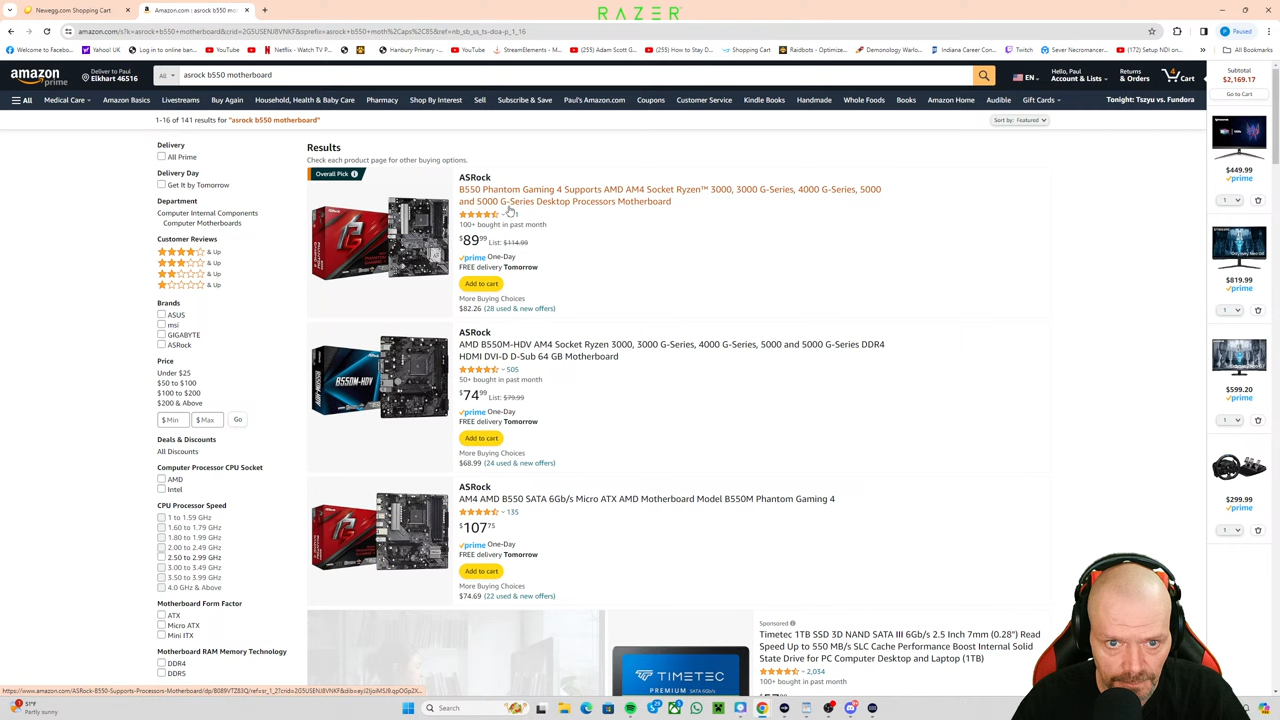 RAZER
Newegg.com Shopping Cart
Amazon.com : asrock b550 mo
amazon.com/s?k=asrock+b550+motherboard&crid=2G5USENJ8VNKF&sprefix=asrock+b550+moth%2Caps%2C85&ref=nb_sb_ss_ts-doa-p_1_16
Paused
Welcome to Facebo...
Yahoo! UK
Log in to online ban...
YouTube
Netflix - Watch TV P...
Hanbury Primary -...
YouTube
StreamElements - M...
(255) Adam Scott G...
(255) How to Stay D...
Shopping Cart
Raidbots - Optimize...
Demonology Warlo...
Indiana Career Conn...
Twitch
Sever Necromancer...
(172) Setup NDI on...
All Bookmarks
amazon
prime
Deliver to Paul
Elkhart 46516
All
asrock b550 motherboard
EN
Hello, Paul
Account & Lists
Returns
& Orders
4
Cart
Subtotal
$2,169.17
Go to Cart
All
Medical Care
Amazon Basics
Livestreams
Buy Again
Household, Health & Baby Care
Pharmacy
Shop By Interest
Sell
Subscribe & Save
Paul's Amazon.com
Coupons
Customer Service
Kindle Books
Handmade
Whole Foods
Books
Amazon Home
Audible
Gift Cards
Tonight: Tszyu vs. Fundora
1-16 of 141 results for "asrock b550 motherboard"
Sort by: Featured
Delivery
All Prime
Delivery Day
Get It by Tomorrow
Department
Computer Internal Components
Computer Motherboards
Customer Reviews
& Up
& Up
& Up
& Up
Brands
ASUS
msi
GIGABYTE
ASRock
Price
Under $25
$50 to $100
$100 to $200
$200 & Above
$ Min
$ Max
Go
Deals & Discounts
All Discounts
Computer Processor CPU Socket
AMD
Intel
CPU Processor Speed
1 to 1.59 GHz
1.60 to 1.79 GHz
1.80 to 1.99 GHz
2.00 to 2.49 GHz
2.50 to 2.99 GHz
3.00 to 3.49 GHz
3.50 to 3.99 GHz
4.0 GHz & Above
Motherboard Form Factor
ATX
Micro ATX
Mini ITX
Motherboard RAM Memory Technology
DDR4
DDR5
Results
Check each product page for other buying options.
Overall Pick
ASRock
B550 Phantom Gaming 4 Supports AMD AM4 Socket Ryzen™ 3000, 3000 G-Series, 4000 G-Series, 5000
and 5000 G-Series Desktop Processors Motherboard
100+ bought in past month
$89.99 List: $114.99
prime One-Day
FREE delivery Tomorrow
Add to cart
More Buying Choices
$82.26 (28 used & new offers)
ASRock
AMD B550M-HDV AM4 Socket Ryzen 3000, 3000 G-Series, 4000 G-Series, 5000 and 5000 G-Series DDR4
HDMI DVI-D D-Sub 64 GB Motherboard
505
50+ bought in past month
$74.99 List: $79.99
prime One-Day
FREE delivery Tomorrow
Add to cart
More Buying Choices
$68.99 (24 used & new offers)
B550M-HDV
ASRock
AM4 AMD B550 SATA 6Gb/s Micro ATX AMD Motherboard Model B550M Phantom Gaming 4
135
$107.75
prime One-Day
FREE delivery Tomorrow
Add to cart
More Buying Choices
$74.69 (22 used & new offers)
TIMETEC
PREMIUM SATA 6Gb/s
Sponsored
Timetec 1TB SSD 3D NAND SATA III 6Gb/s 2.5 Inch 7mm (0.28") Read
Speed Up to 550 MB/s SLC Cache Performance Boost Internal Solid
State Drive for PC Computer Desktop and Laptop (1TB)
2,034
100+ bought in past month
$449.99
prime
1
$819.99
prime
1
$599.20
prime
1
$299.99
prime
1
51°F
Partly sunny
Search